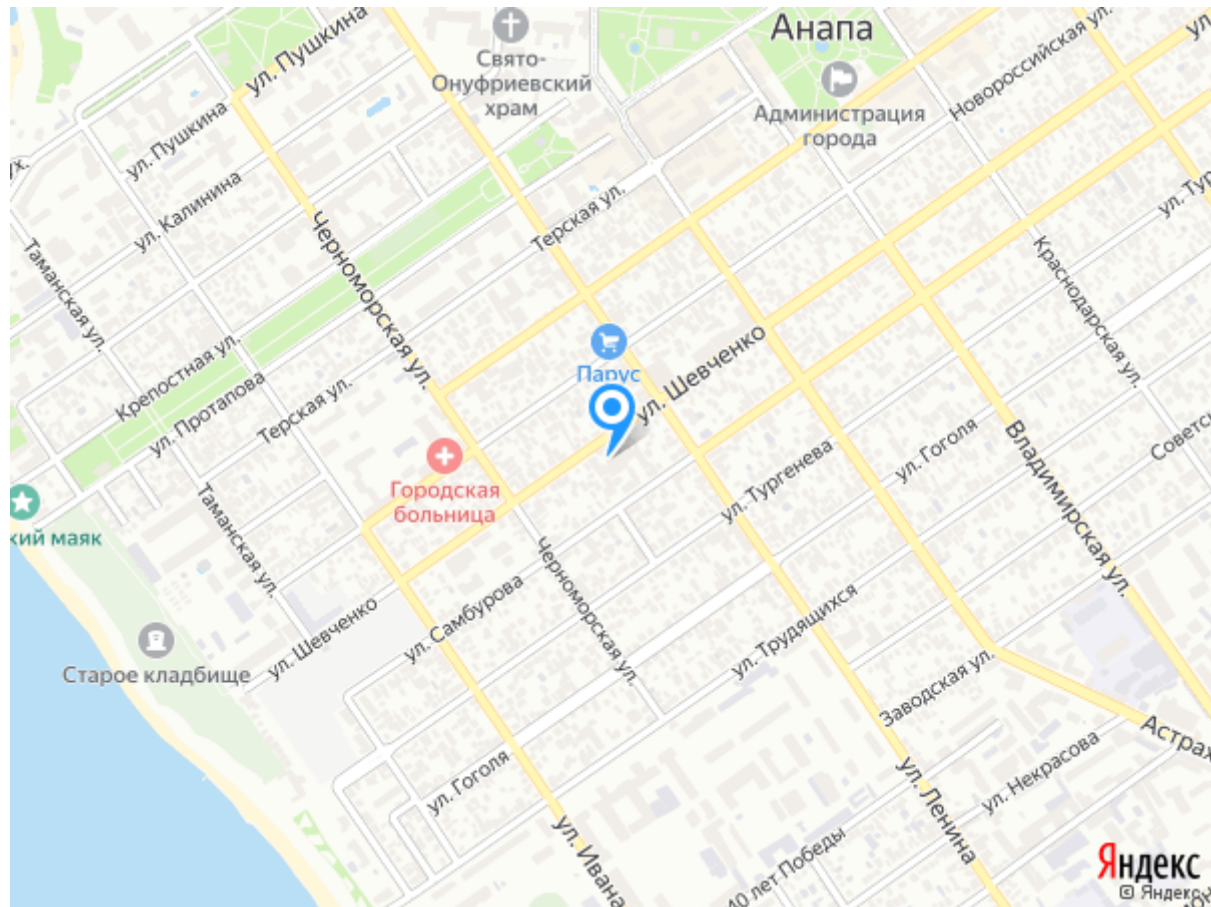 Анапа
ул. Пушкина
Свято-
Онуфриевский
храм
Новороссийская ул.
Администрация
города
ул. Пушкина
ул. Калинина
Терская ул.
Таманская ул.
Черноморская ул.
Краснодарская ул.
Парус
ул. Шевченко
Крепостная ул.
ул. Протапова
Терская ул.
ул. Гоголя
Владимирская ул.
ул. Тургенева
Городская
больница
кий маяк
Таманская ул.
Черноморская ул.
ул. Самбурова
ул. Шевченко
ул. Трудящихся
Старое кладбище
Заводская ул.
Астрах
ул. Некрасова
ул. Гоголя
ул. Ленина
ул. Ивана
40 лет Победы
Яндекс
© Яндекс